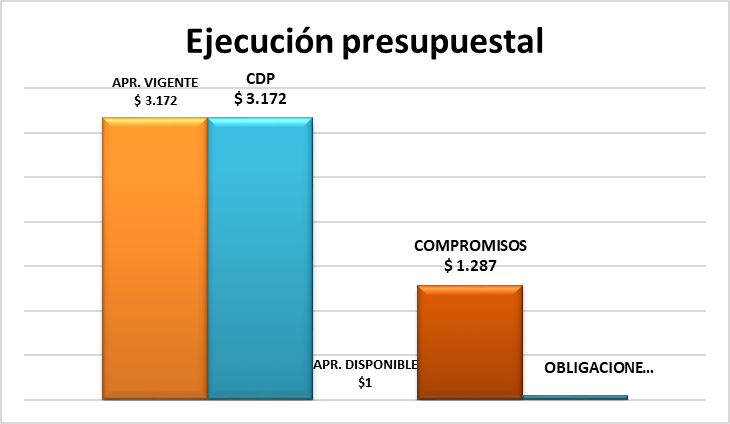 Ejecución presupuestal
APR. VIGENTE
$ 3.172
CDP
$ 3.172
APR. DISPONIBLE
$1
COMPROMISOS
$ 1.287
OBLIGACIONE...